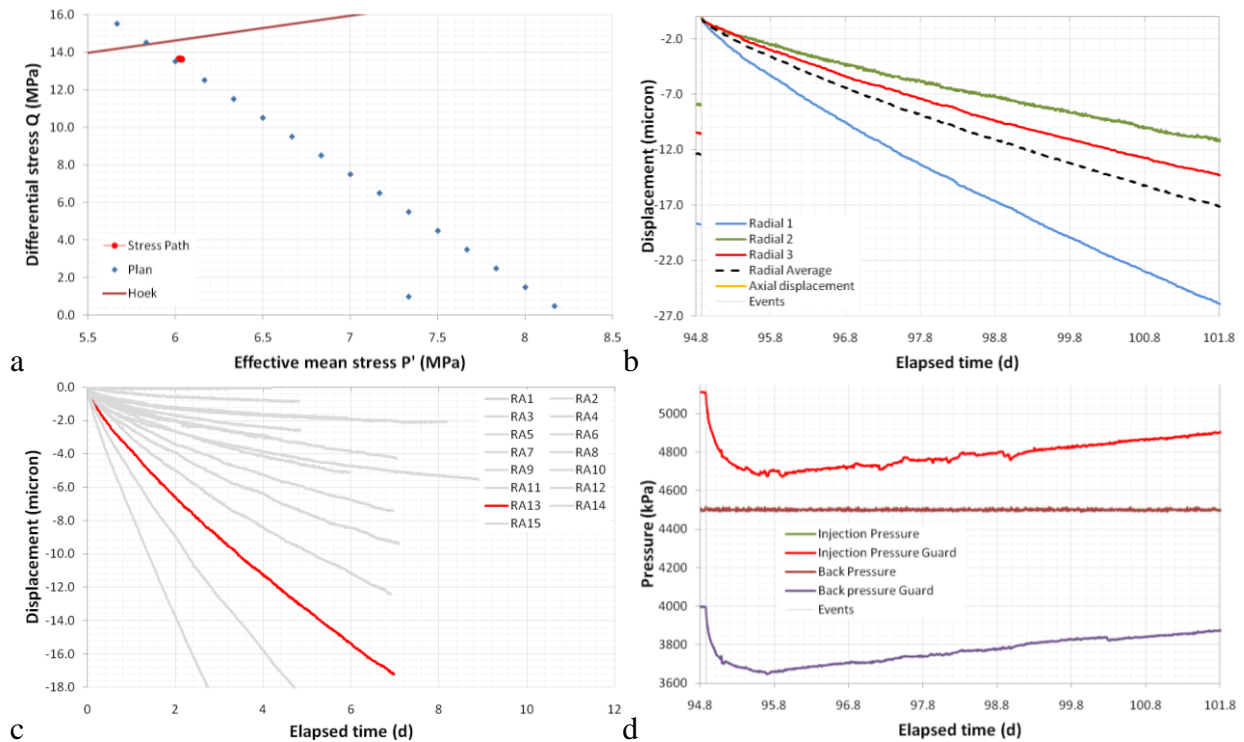 16.0
14.0
12.0
10.0
8.0
6.0
4.0
2.0
0.0
Differential stress Q (MPa)
Stress Path
Plan
Hoek
5.5 6 6.5 7 7.5 8 8.5
Effective mean stress P' (MPa)
a
-2.0
-7.0
-12.0
-17.0
-22.0
-27.0
Displacement (micron)
Radial 1
Radial 2
Radial 3
Radial Average
Axial displacement
Events
94.8 95.8 96.8 97.8 98.8 99.8 100.8 101.8
Elapsed time (d)
b
0.0
-2.0
-4.0
-6.0
-8.0
-10.0
-12.0
-14.0
-16.0
-18.0
Displacement (micron)
RA1 RA2
RA3 RA4
RA5 RA6
RA7 RA8
RA9 RA10
RA11 RA12
RA13 RA14
RA15
0 2 4 6 8 10 12
Elapsed time (d)
c
5000
4800
4600
4400
4200
4000
3800
3600
Pressure (kPa)
Injection Pressure
Injection Pressure Guard
Back Pressure
Back pressure Guard
Events
94.8 95.8 96.8 97.8 98.8 99.8 100.8 101.8
Elapsed time (d)
d